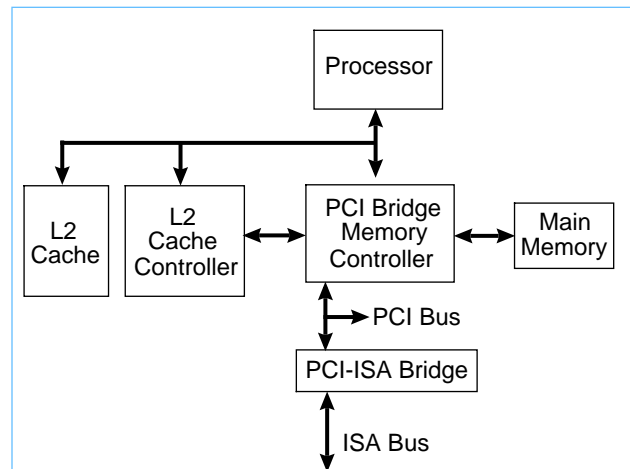 Processor
L2
Cache
L2
Cache
Controller
PCI Bridge
Memory
Controller
Main
Memory
PCI Bus
PCI-ISA Bridge
ISA Bus